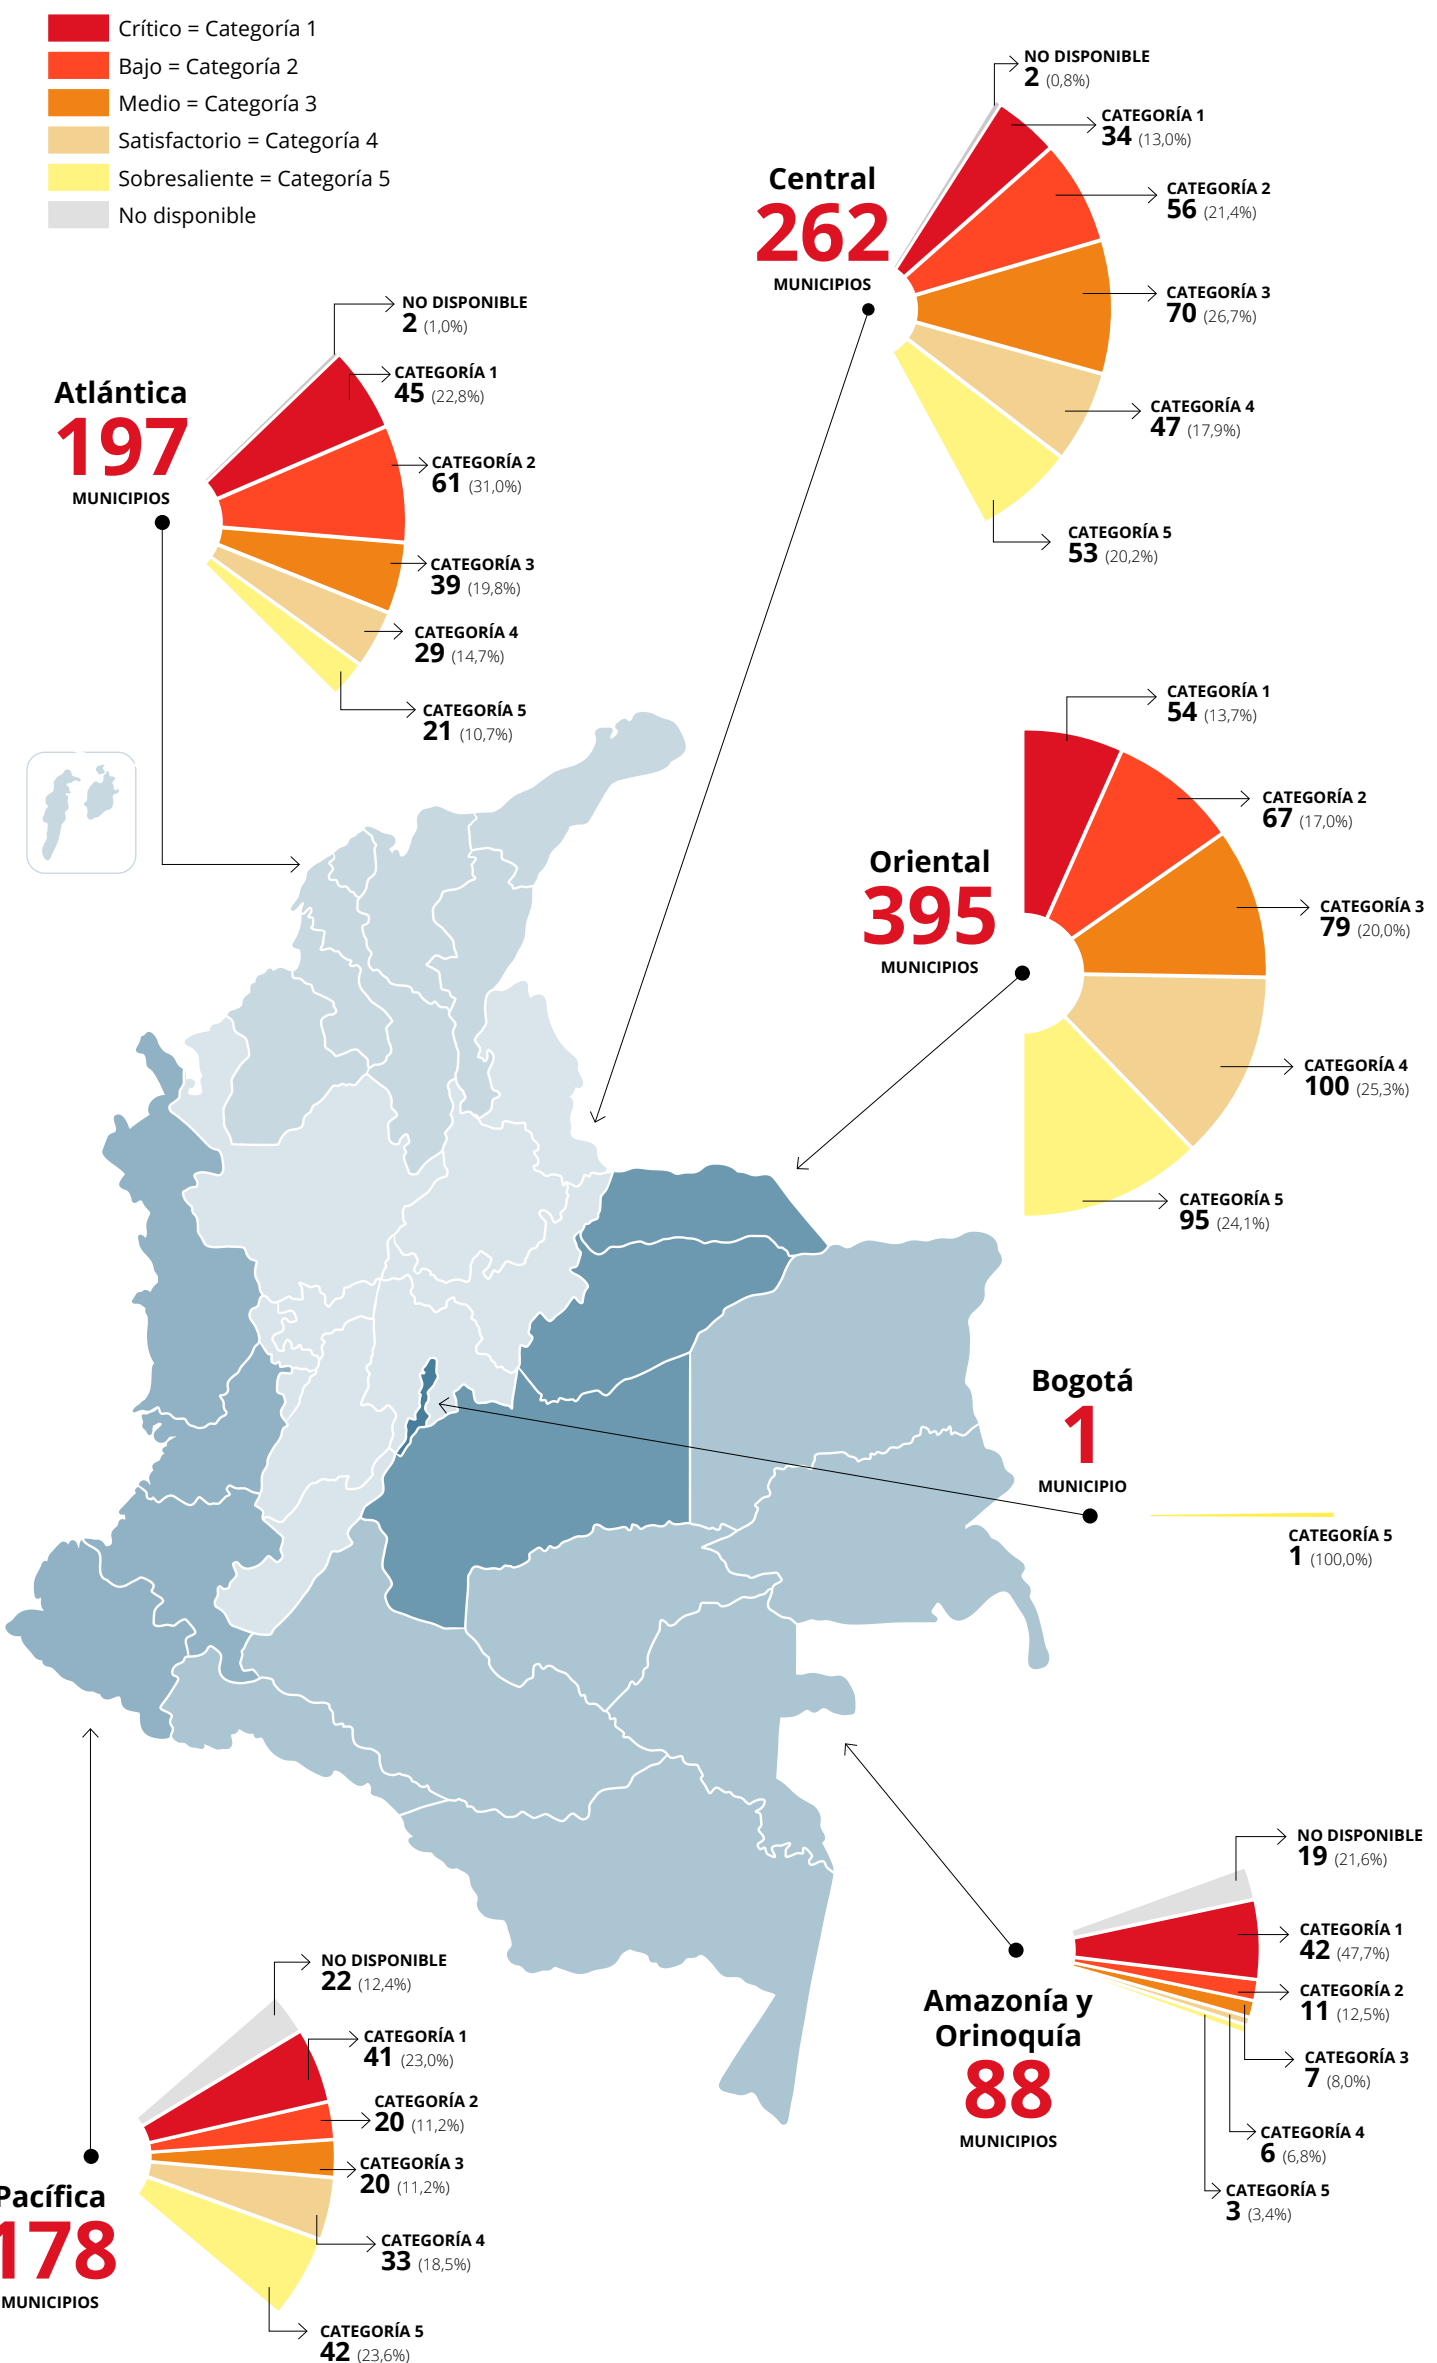 Crítico = Categoría 1
Bajo = Categoría 2
Medio = Categoría 3
Satisfactorio = Categoría 4
Sobresaliente = Categoría 5
No disponible
Central
262
MUNICIPIOS
NO DISPONIBLE
2 (0,8%)
CATEGORÍA 1
34 (13,0%)
CATEGORÍA 2
56 (21,4%)
CATEGORÍA 3
70 (26,7%)
CATEGORÍA 4
47 (17,9%)
CATEGORÍA 5
53 (20,2%)
Atlántica
197
MUNICIPIOS
NO DISPONIBLE
2 (1,0%)
CATEGORÍA 1
45 (22,8%)
CATEGORÍA 2
61 (31,0%)
CATEGORÍA 3
39 (19,8%)
CATEGORÍA 4
29 (14,7%)
CATEGORÍA 5
21 (10,7%)
Oriental
395
MUNICIPIOS
CATEGORÍA 1
54 (13,7%)
CATEGORÍA 2
67 (17,0%)
CATEGORÍA 3
79 (20,0%)
CATEGORÍA 4
100 (25,3%)
CATEGORÍA 5
95 (24,1%)
Bogotá
1
MUNICIPIO
CATEGORÍA 5
1 (100,0%)
Amazonía y
Orinoquía
88
MUNICIPIOS
NO DISPONIBLE
19 (21,6%)
CATEGORÍA 1
42 (47,7%)
CATEGORÍA 2
11 (12,5%)
CATEGORÍA 3
7 (8,0%)
CATEGORÍA 4
6 (6,8%)
CATEGORÍA 5
3 (3,4%)
Pacífica
178
MUNICIPIOS
NO DISPONIBLE
22 (12,4%)
CATEGORÍA 1
41 (23,0%)
CATEGORÍA 2
20 (11,2%)
CATEGORÍA 3
20 (11,2%)
CATEGORÍA 4
33 (18,5%)
CATEGORÍA 5
42 (23,6%)